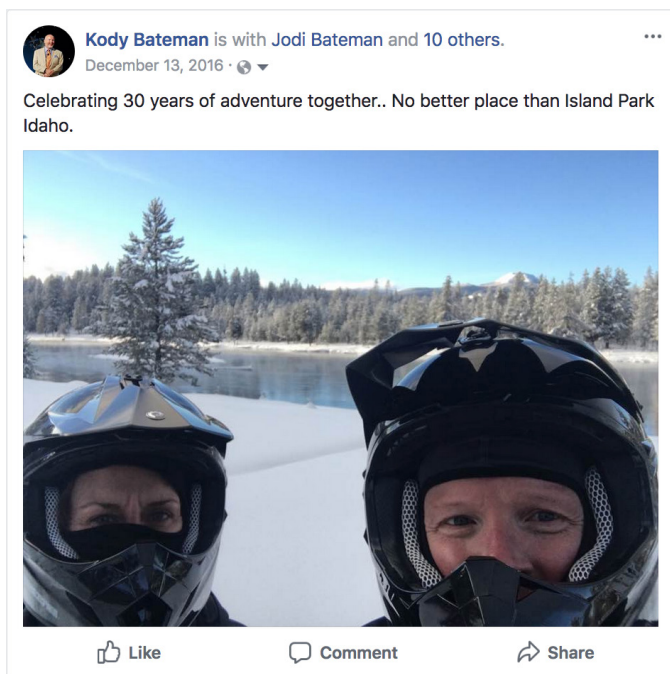 Kody Bateman is with Jodi Bateman and 10 others.
December 13, 2016 ·
Celebrating 30 years of adventure together.. No better place than Island Park
Idaho.
Like
Comment
Share